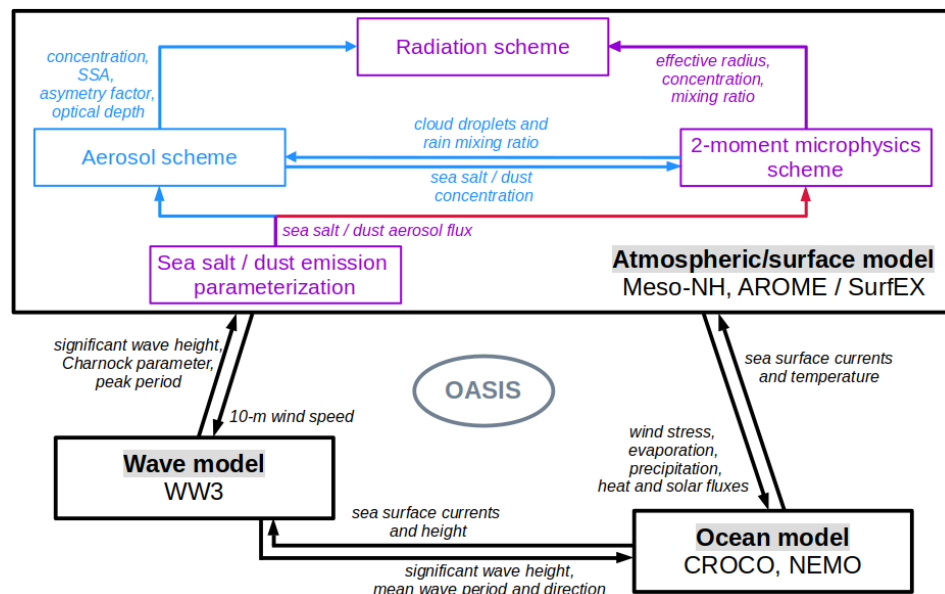 Radiation scheme
concentration,
SSA,
asymetry factor,
optical depth
effective radius,
concentration,
mixing ratio
Aerosol scheme
cloud droplets and
rain mixing ratio
sea salt / dust
concentration
2-moment microphysics
scheme
sea salt / dust aerosol flux
Sea salt / dust emission
parameterization
Atmospheric/surface model
Meso-NH, AROME / SurfEX
significant wave height,
Charnock parameter,
peak period
10-m wind speed
OASIS
sea surface currents
and temperature
wind stress,
evaporation,
precipitation,
heat and solar fluxes
Wave model
WW3
sea surface currents
and height
significant wave height,
mean wave period and direction
Ocean model
CROCO, NEMO